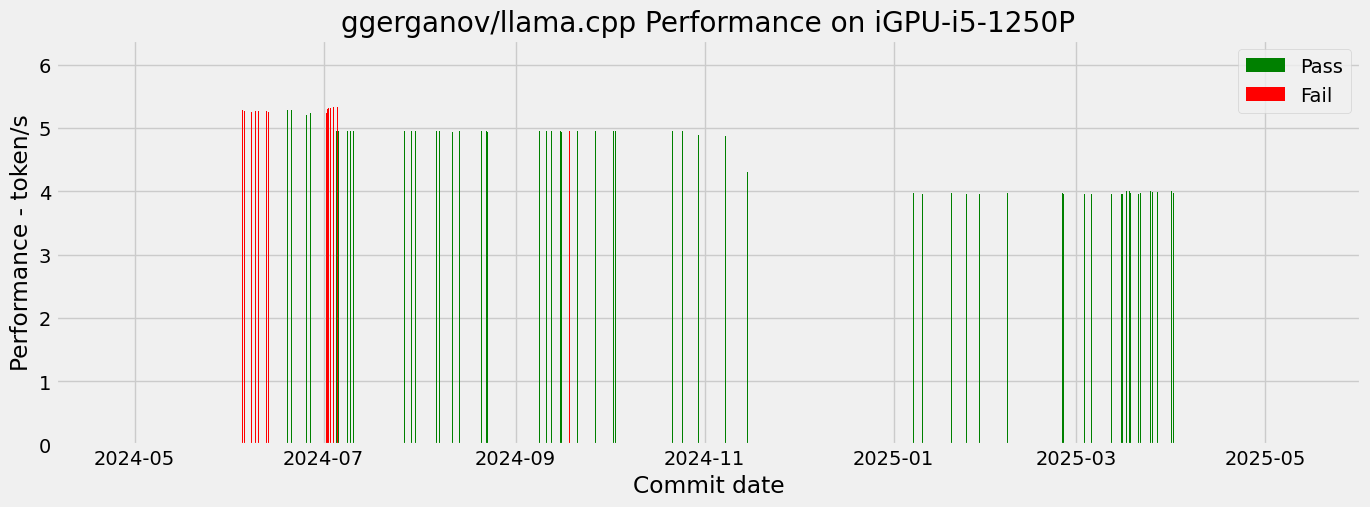 ggerganov/llama.cpp Performance on iGPU-i5-1250P
Pass
Fail
Performance - token/s
6
5
4
3
2
1
0
2024-05 2024-07 2024-09 2024-11 2025-01 2025-03 2025-05
Commit date